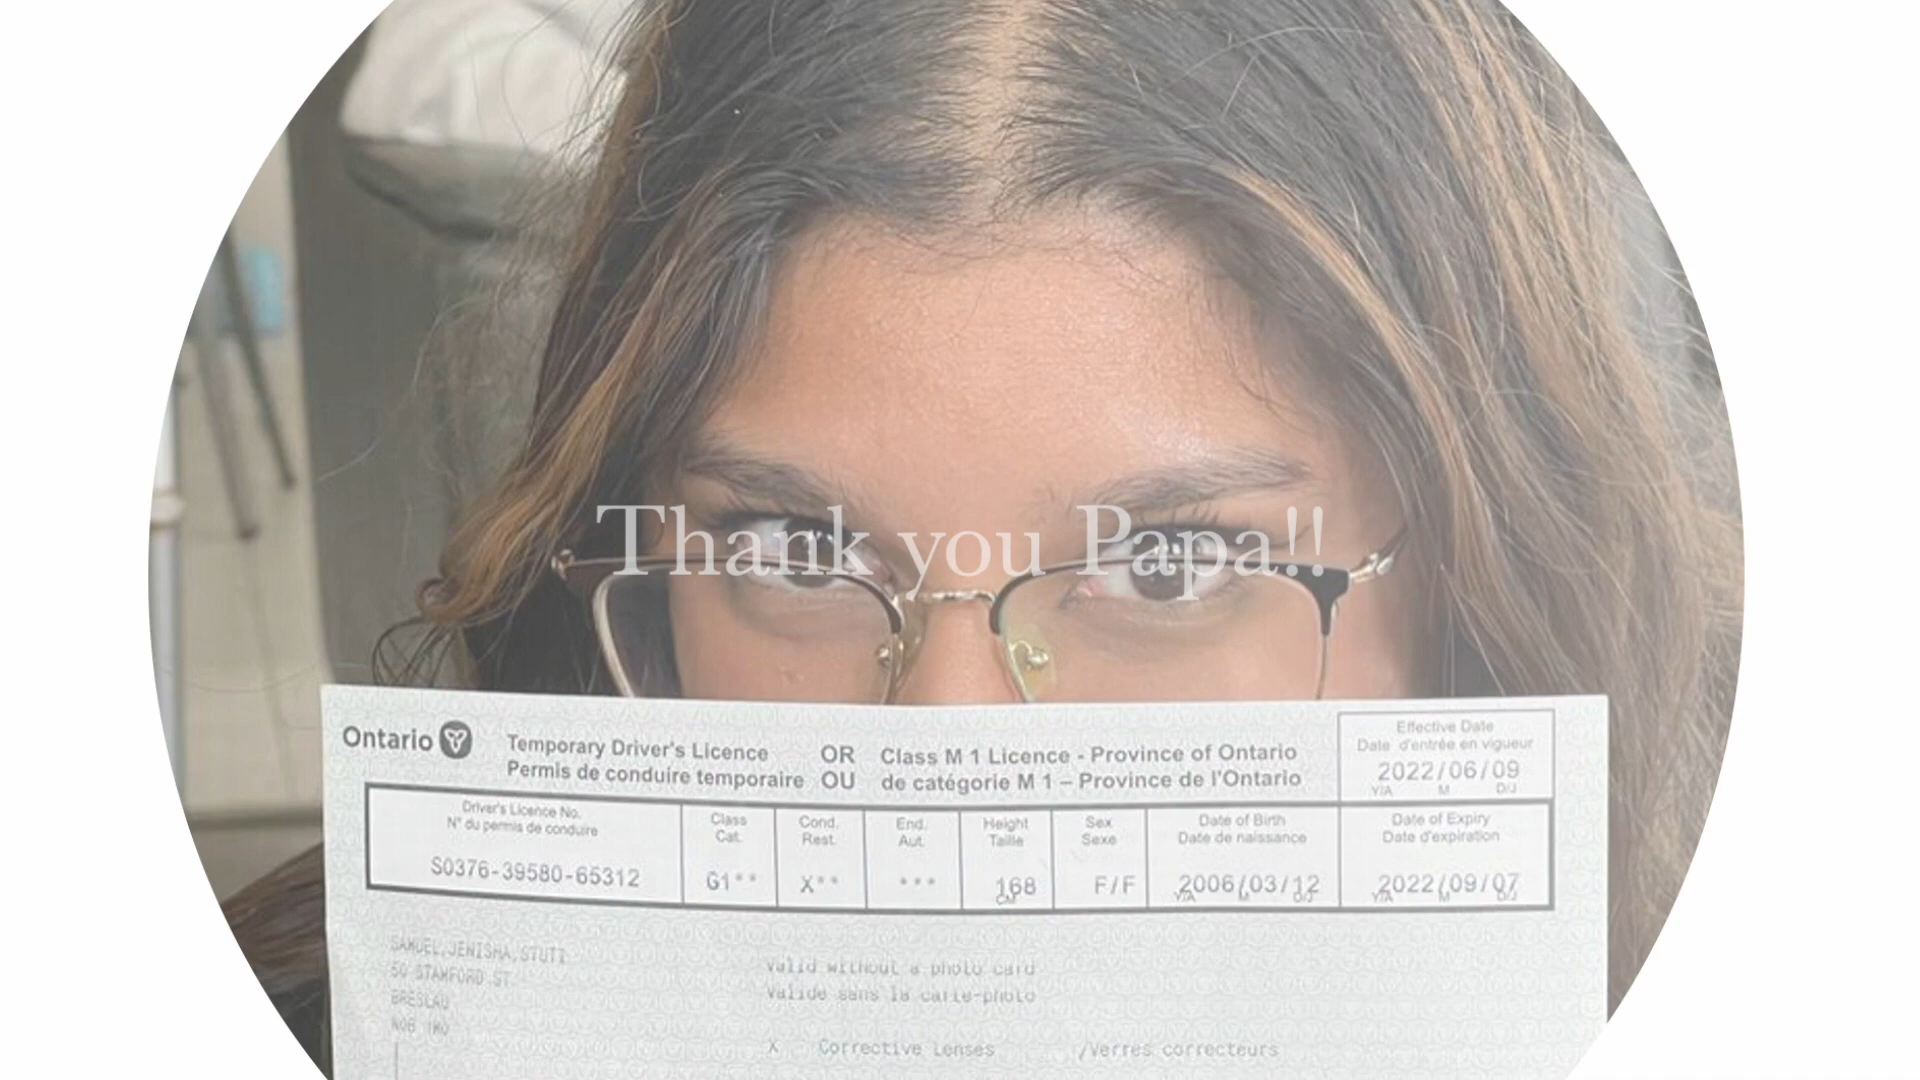 Thank you Papa!!
Ontario
Temporary Driver's Licence OR Class M 1 Licence - Province of Ontario
Permis de conduire temporaire OU de catégorie M 1 – Province de l'Ontario
Effective Date
Date d'entrée en vigueur
2022/06/09
Y/A M D/J
Driver's Licence No. Class Cond. End. Height Sex Date of Birth Date of Expiry
N° du permis de conduire Cat. Rest. Aut. Taille Sexe Date de naissance Date d'expiration
S0376-39580-65312 G1** X** *** 168 F/F 2006/03/12 2022/09/07
CM Y/A M D/J Y/A M D/J
SAMUEL,JENISHA,STUTI
50 STAMFORD ST
BRESLAU
N0B 1M0
Valid without a photo card
Valide sans la carte-photo
X Corrective Lenses /Verres correcteurs